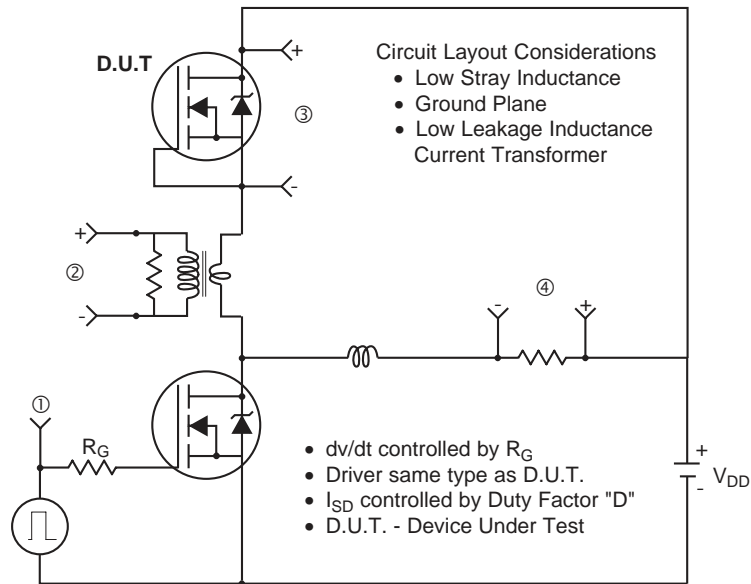 D.U.T
+
-
③
Circuit Layout Considerations
• Low Stray Inductance
• Ground Plane
• Low Leakage Inductance
Current Transformer
+
②
-
-
④
+
①
R_G
• dv/dt controlled by R_G
• Driver same type as D.U.T.
• I_SD controlled by Duty Factor "D"
• D.U.T. - Device Under Test
+
V_DD
-